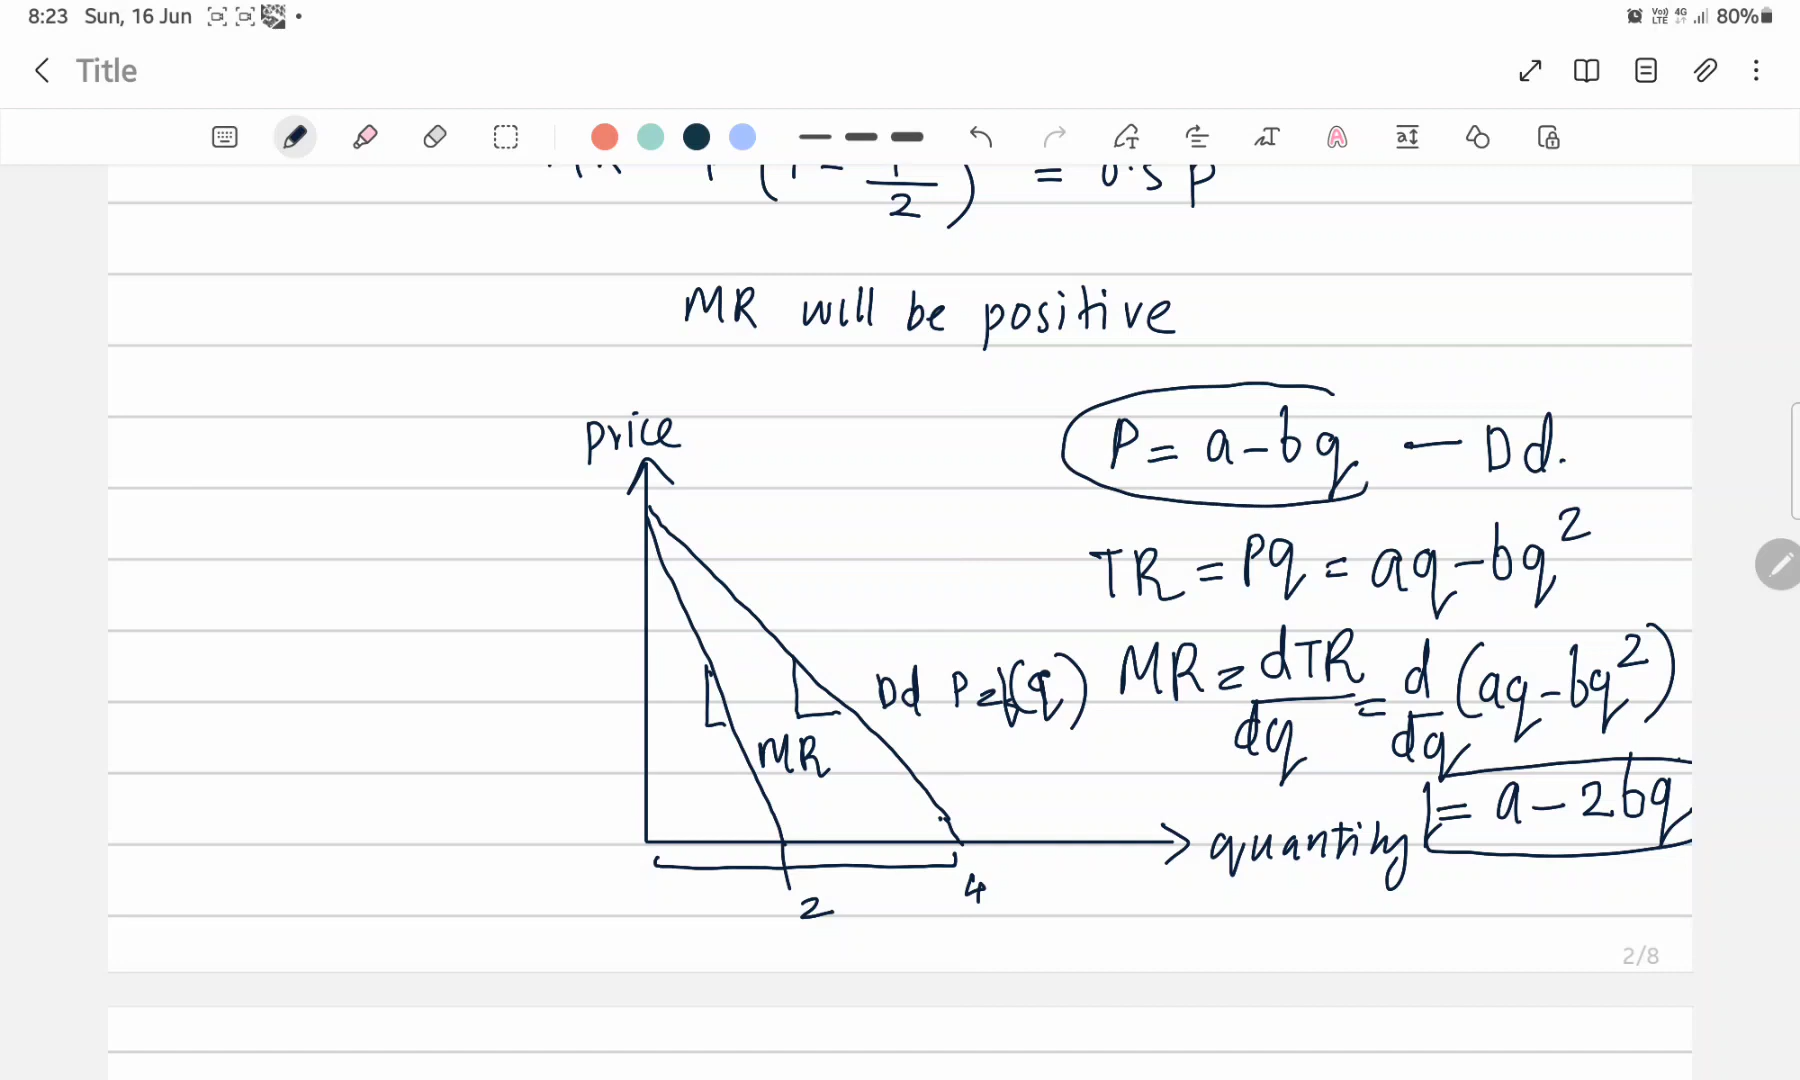 8:23 Sun, 16 Jun
80%
Title
= 0.5 P
2
MR will be positive
Price
P = a - bq — Dd.
TR = Pq = aq - bq²
Dd P = f(q)
MR = dTR/dq = d/dq (aq - bq²)
MR
= a - 2bq
quantity
2
4
2/8